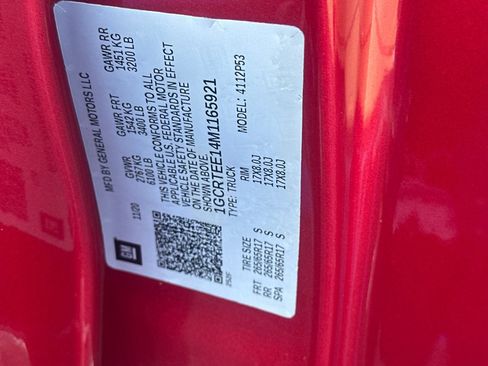 MFD BY GENERAL MOTORS LLC
GM
11/20
GVWR GAWR FRT GAWR RR
2767 KG 1542 KG 1451 KG
6100 LB 3400 LB 3200 LB
THIS VEHICLE CONFORMS TO ALL
APPLICABLE U.S. FEDERAL MOTOR
VEHICLE SAFETY STANDARDS IN EFFECT
ON THE DATE OF MANUFACTURE
SHOWN ABOVE.
1GCRTEE14M1165921
TYPE: TRUCK MODEL: 4112P53
TIRE SIZE RIM
FRT 265/65R17 S 17X8.0J
RR 265/65R17 S 17X8.0J
SPA 265/65R17 S 17X8.0J